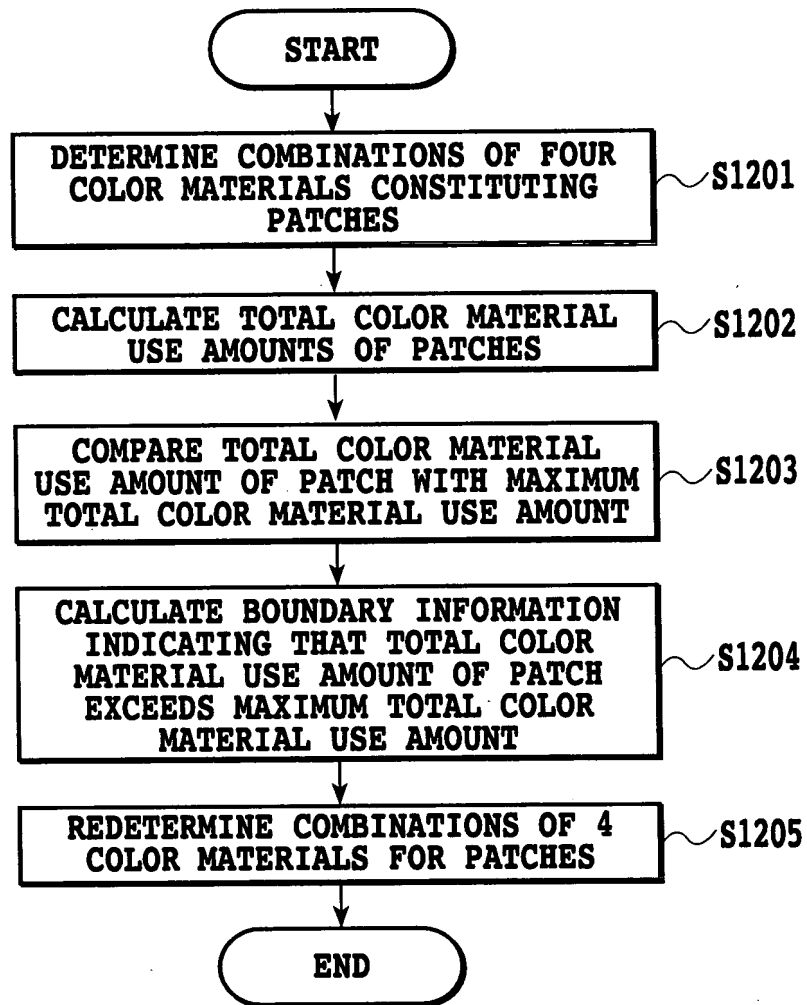 START
DETERMINE COMBINATIONS OF FOUR
COLOR MATERIALS CONSTITUTING
PATCHES
S1201
CALCULATE TOTAL COLOR MATERIAL
USE AMOUNTS OF PATCHES
S1202
COMPARE TOTAL COLOR MATERIAL
USE AMOUNT OF PATCH WITH MAXIMUM
TOTAL COLOR MATERIAL USE AMOUNT
S1203
CALCULATE BOUNDARY INFORMATION
INDICATING THAT TOTAL COLOR
MATERIAL USE AMOUNT OF PATCH
EXCEEDS MAXIMUM TOTAL COLOR
MATERIAL USE AMOUNT
S1204
REDETERMINE COMBINATIONS OF 4
COLOR MATERIALS FOR PATCHES
S1205
END